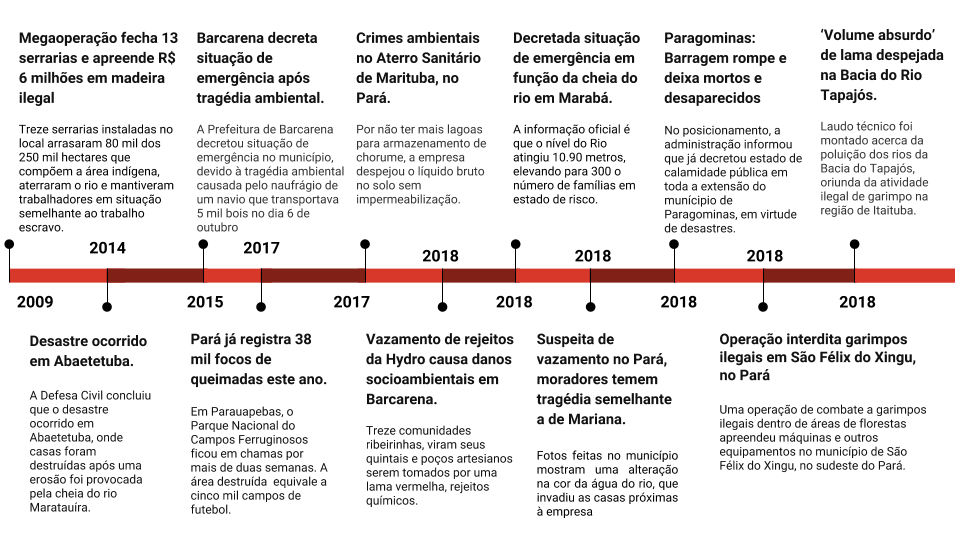 Megaoperação fecha 13
serrarias e apreende R$
6 milhões em madeira
ilegal
Treze serrarias instaladas no
local arrasaram 80 mil dos
250 mil hectares que
compõem a área indígena,
aterraram o rio e mantiveram
trabalhadores em situação
semelhante ao trabalho
escravo.
Barcarena decreta
situação de
emergência após
tragédia ambiental.
A Prefeitura de Barcarena
decretou situação de
emergência no município,
devido à tragédia ambiental
causada pelo naufrágio de
um navio que transportava
5 mil bois no dia 6 de
outubro
Crimes ambientais
no Aterro Sanitário
de Marituba, no
Pará.
Por não ter mais lagoas
para armazenamento de
chorume, a empresa
despejou o líquido bruto
no solo sem
impermeabilização.
Decretada situação
de emergência em
função da cheia do
rio em Marabá.
A informação oficial é
que o nível do Rio
atingiu 10.90 metros,
elevando para 300 o
número de famílias em
estado de risco.
Paragominas:
Barragem rompe e
deixa mortos e
desaparecidos
No posicionamento, a
administração informou
que já decretou estado de
calamidade pública em
toda a extensão do
município de
Paragominas, em virtude
de desastres.
‘Volume absurdo’
de lama despejada
na Bacia do Rio
Tapajós.
Laudo técnico foi
montado acerca da
poluição dos rios da
Bacia do Tapajós,
oriunda da atividade
ilegal de garimpo na
região de Itaituba.
2014
2017
2018
2018
2018
2009
2015
2017
2018
2018
2018
Desastre ocorrido
em Abaetetuba.
A Defesa Civil concluiu
que o desastre
ocorrido em
Abaetetuba, onde
casas foram
destruídas após uma
erosão foi provocada
pela cheia do rio
Maratauíra.
Pará já registra 38
mil focos de
queimadas este ano.
Em Parauapebas, o
Parque Nacional do
Campos Ferruginosos
ficou em chamas por
mais de duas semanas. A
área destruída equivale a
cinco mil campos de
futebol.
Vazamento de rejeitos
da Hydro causa danos
socioambientais em
Barcarena.
Treze comunidades
ribeirinhas, viram seus
quintais e poços artesianos
serem tomados por uma
lama vermelha, rejeitos
químicos.
Suspeita de
vazamento no Pará,
moradores temem
tragédia semelhante
a de Mariana.
Fotos feitas no município
mostram uma alteração
na cor da água do rio, que
invadiu as casas próximas
à empresa
Operação interdita garimpos
ilegais em São Félix do Xingu,
no Pará
Uma operação de combate a garimpos
ilegais dentro de áreas de florestas
apreendeu máquinas e outros
equipamentos no município de São
Félix do Xingu, no sudeste do Pará.